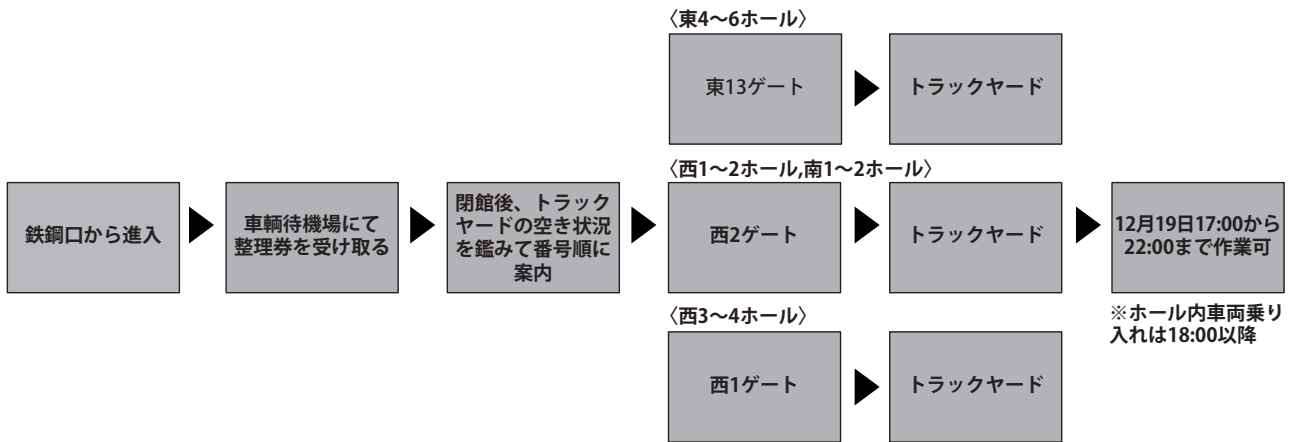 鉄鋼口から進入
車輌待機場にて
整理券を受け取る
閉館後、トラック
ヤードの空き状況
を鑑みて番号順に
案内
〈東4～6ホール〉
東13ゲート
トラックヤード
〈西1～2ホール,南1～2ホール〉
西2ゲート
トラックヤード
〈西3～4ホール〉
西1ゲート
トラックヤード
12月19日17:00から
22:00まで作業可
※ホール内車両乗り
入れは18:00以降